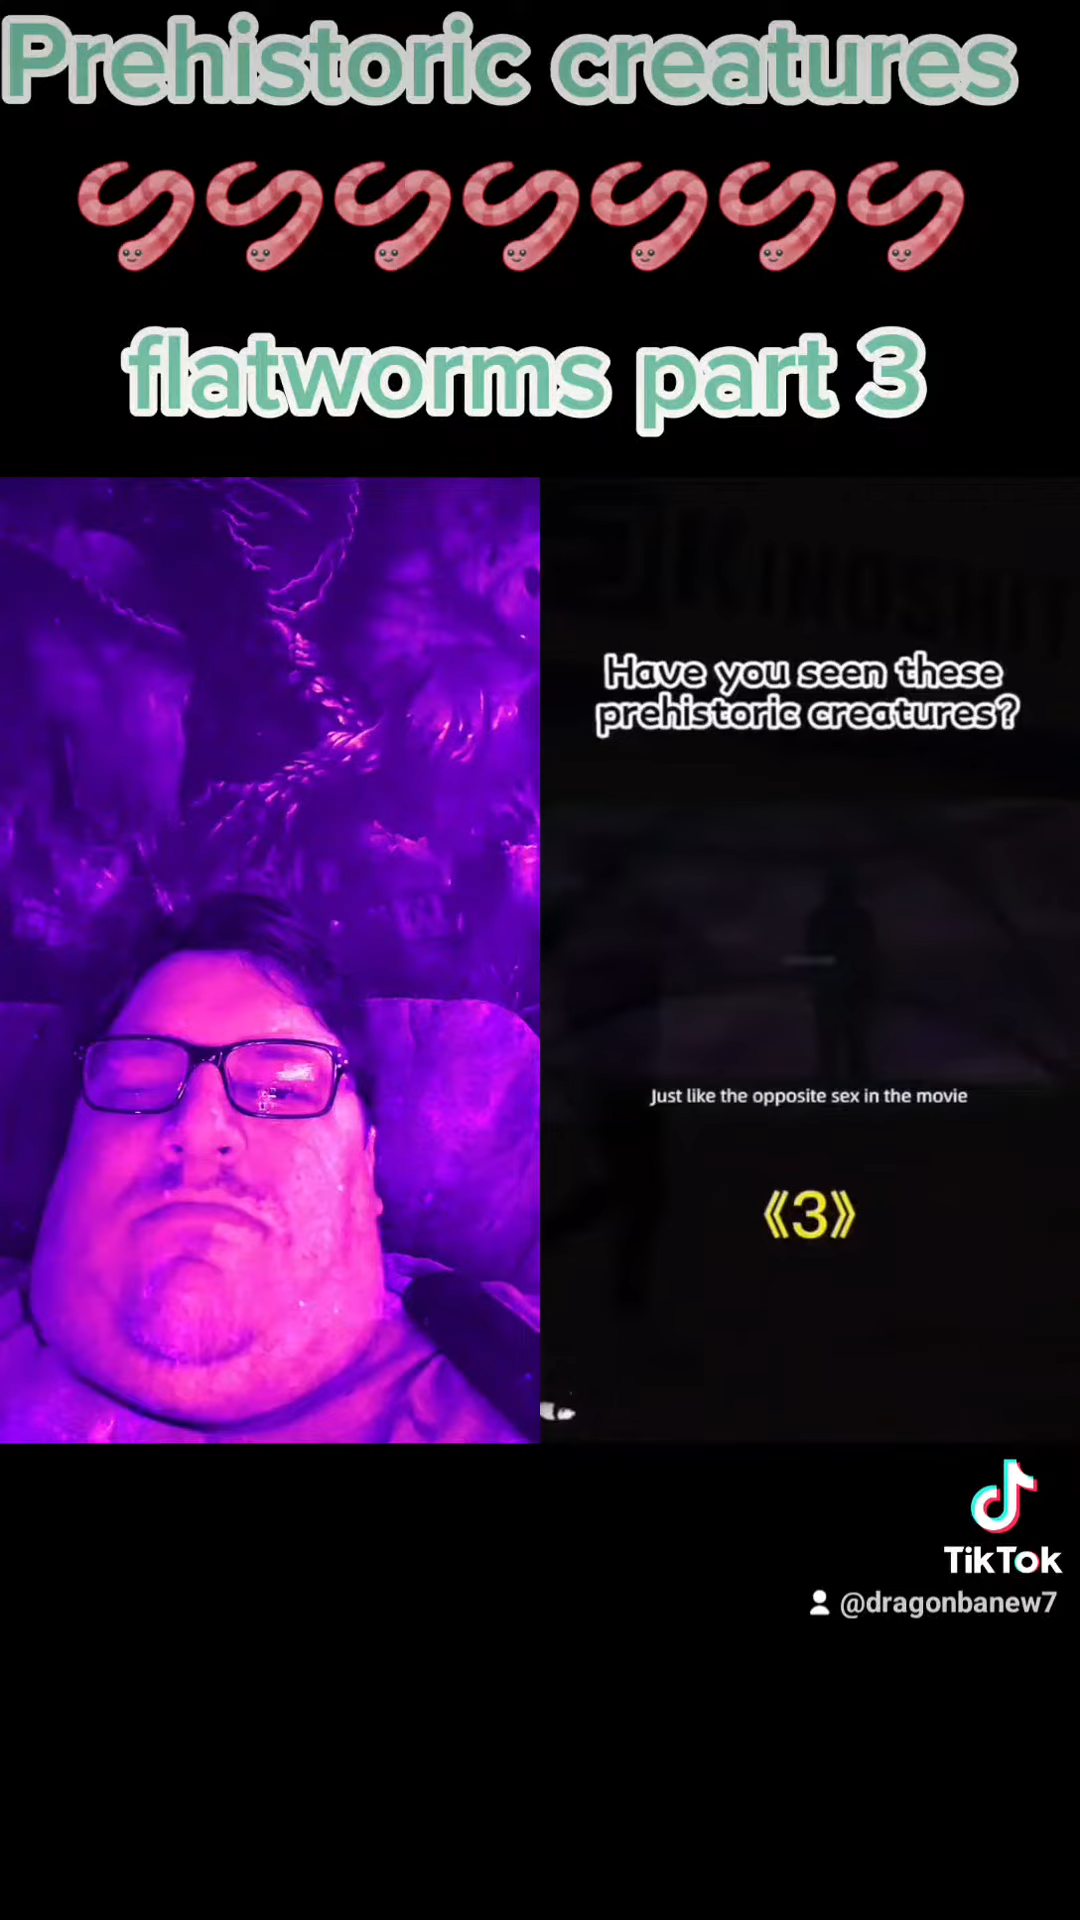 Prehistoric creatures
flatworms part 3
Have you seen these
prehistoric creatures?
Just like the opposite sex in the movie
《3》
TikTok
@dragonbanew7